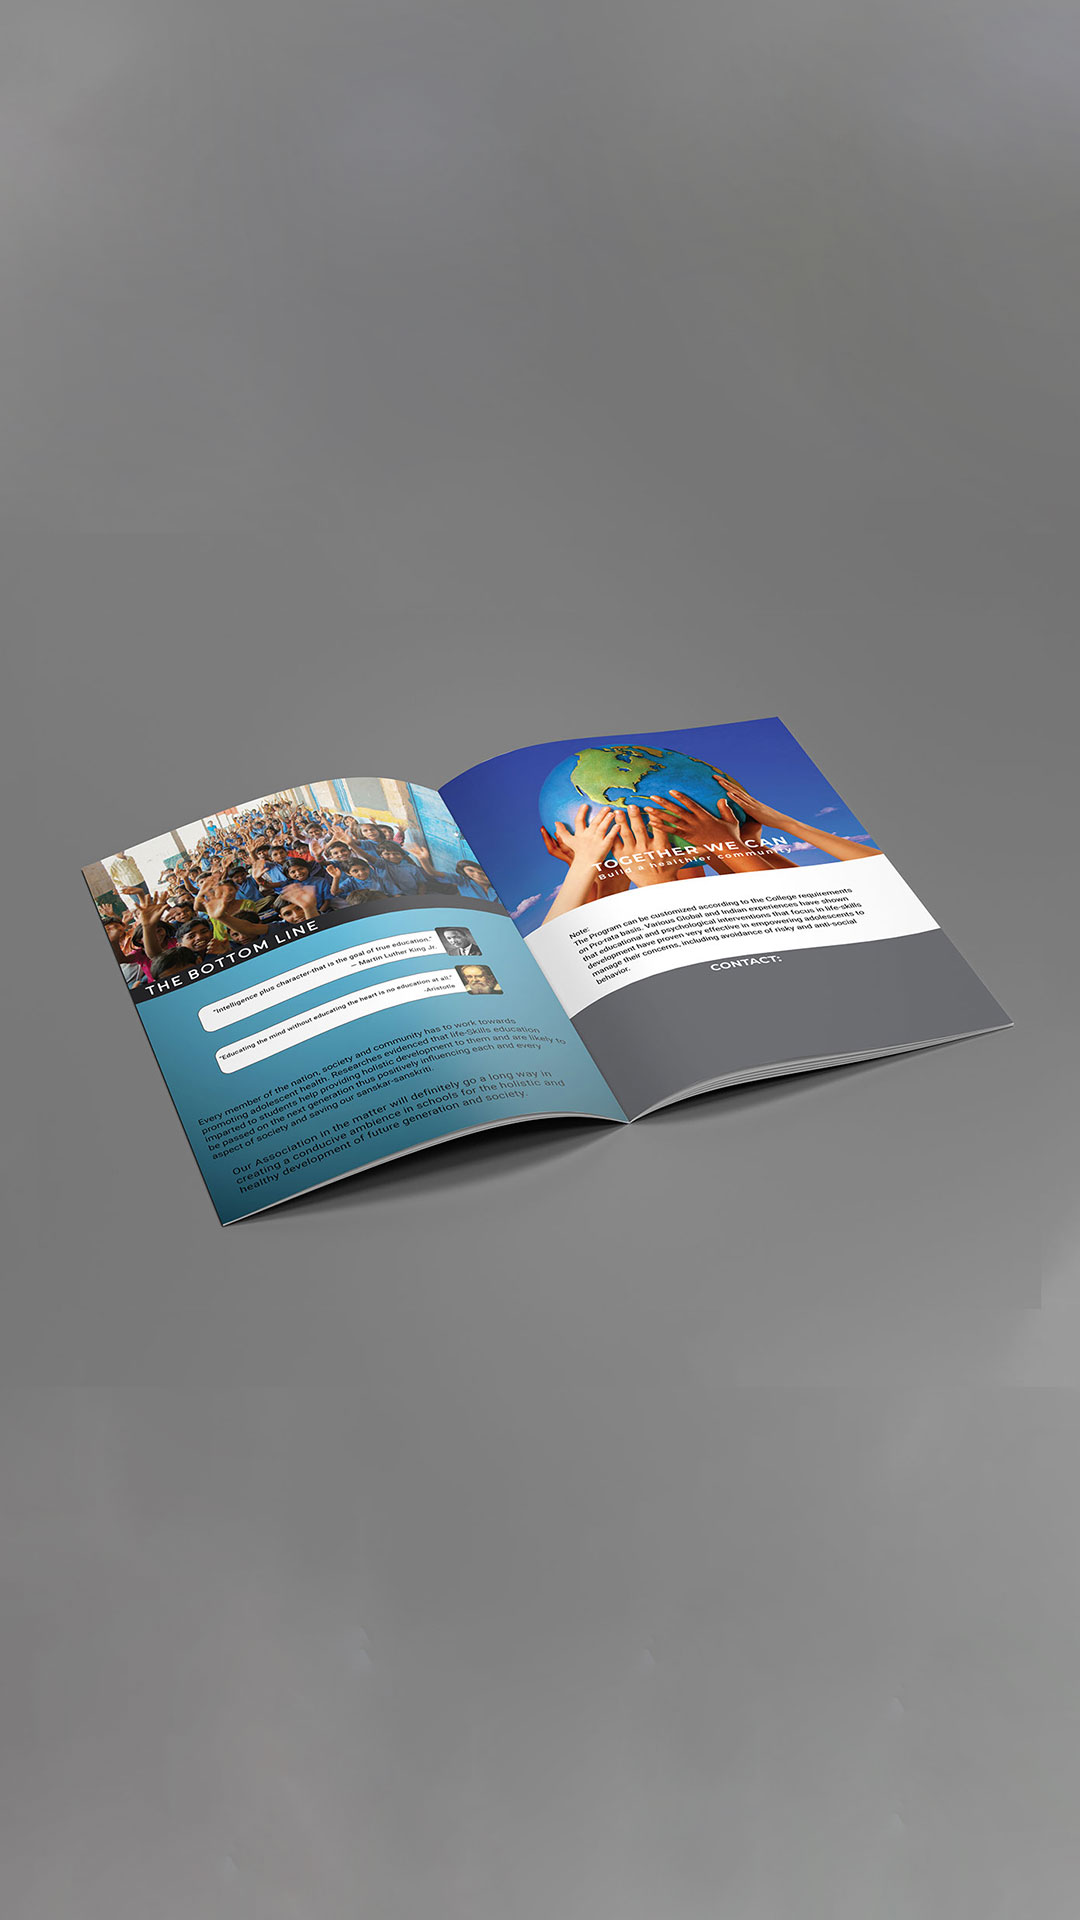 THE BOTTOM LINE
"Intelligence plus character-that is the goal of true education."
— Martin Luther King Jr.
"Educating the mind without educating the heart is no education at all."
-Aristotle
Every member of the nation, society and community has to work towards
promoting adolescent health. Researches evidenced that life-Skills education
imparted to students help providing holistic development to them and are likely to
be passed on the next generation thus positively influencing each and every
aspect of society and saving our sanskar-sanskriti.
Our Association in the matter will definitely go a long way in
creating a conducive ambience in schools for the holistic and
healthy development of future generation and society.
TOGETHER WE CAN
Build a healthier community
Note:
The Program can be customized according to the College requirements
on Pro-rata basis. Various Global and Indian experiences have shown
that educational and psychological interventions that focus in life-skills
development have proven very effective in empowering adolescents to
manage their concerns, including avoidance of risky and anti-social
behavior.
CONTACT: